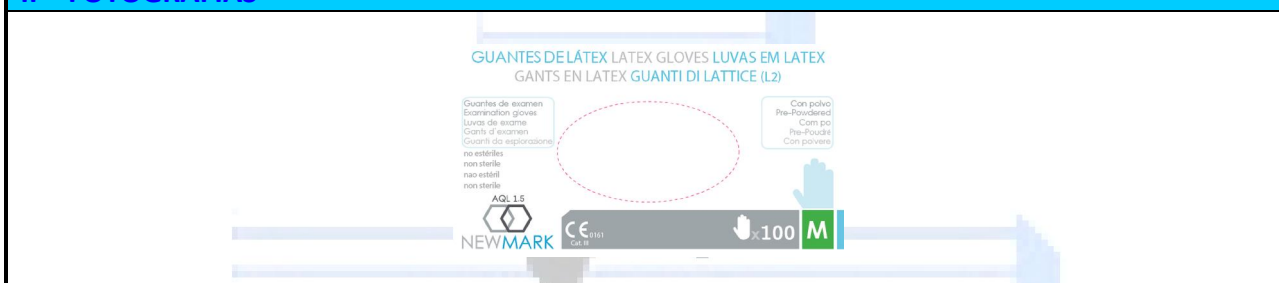 GUANTES DE LÁTEX LATEX GLOVES LUVAS EM LATEX
GANTS EN LATEX GUANTI DI LATTICE (L2)
Guantes de examen
Examination gloves
Luvas de exame
Gants d'examen
Guanti da esplorazione
no estériles
non sterile
nao estéril
non sterile
Con polvo
Pre-Powdered
Com po
Pre-Poudré
Con polvere
AQL 1.5
NEWMARK
CE 0161
Cat. III
x100 M